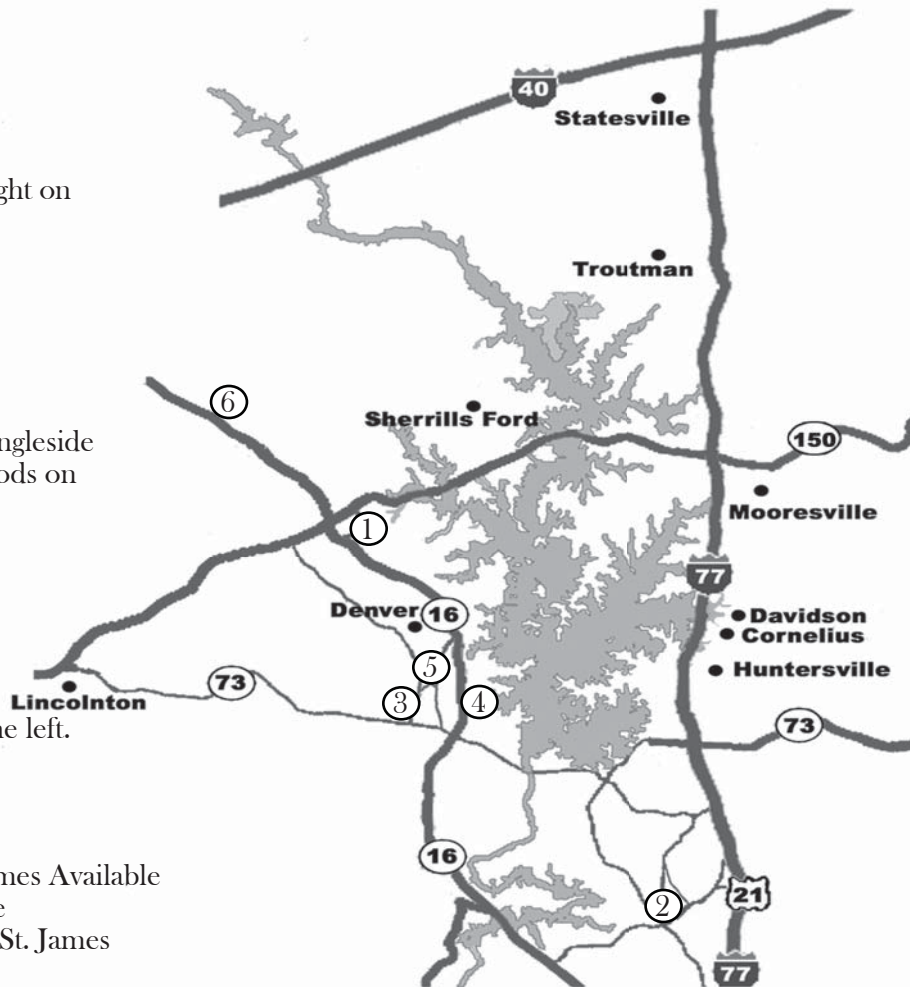 40
Statesville
ght on
Troutman
6
Sherrills Ford
ngleside
150
ods on
Mooresville
1
77
Denver
16
Davidson
Cornelius
5
Huntersville
73
3
4
Lincolnton
73
e left.
16
mes Available
21
2
e
St. James
77